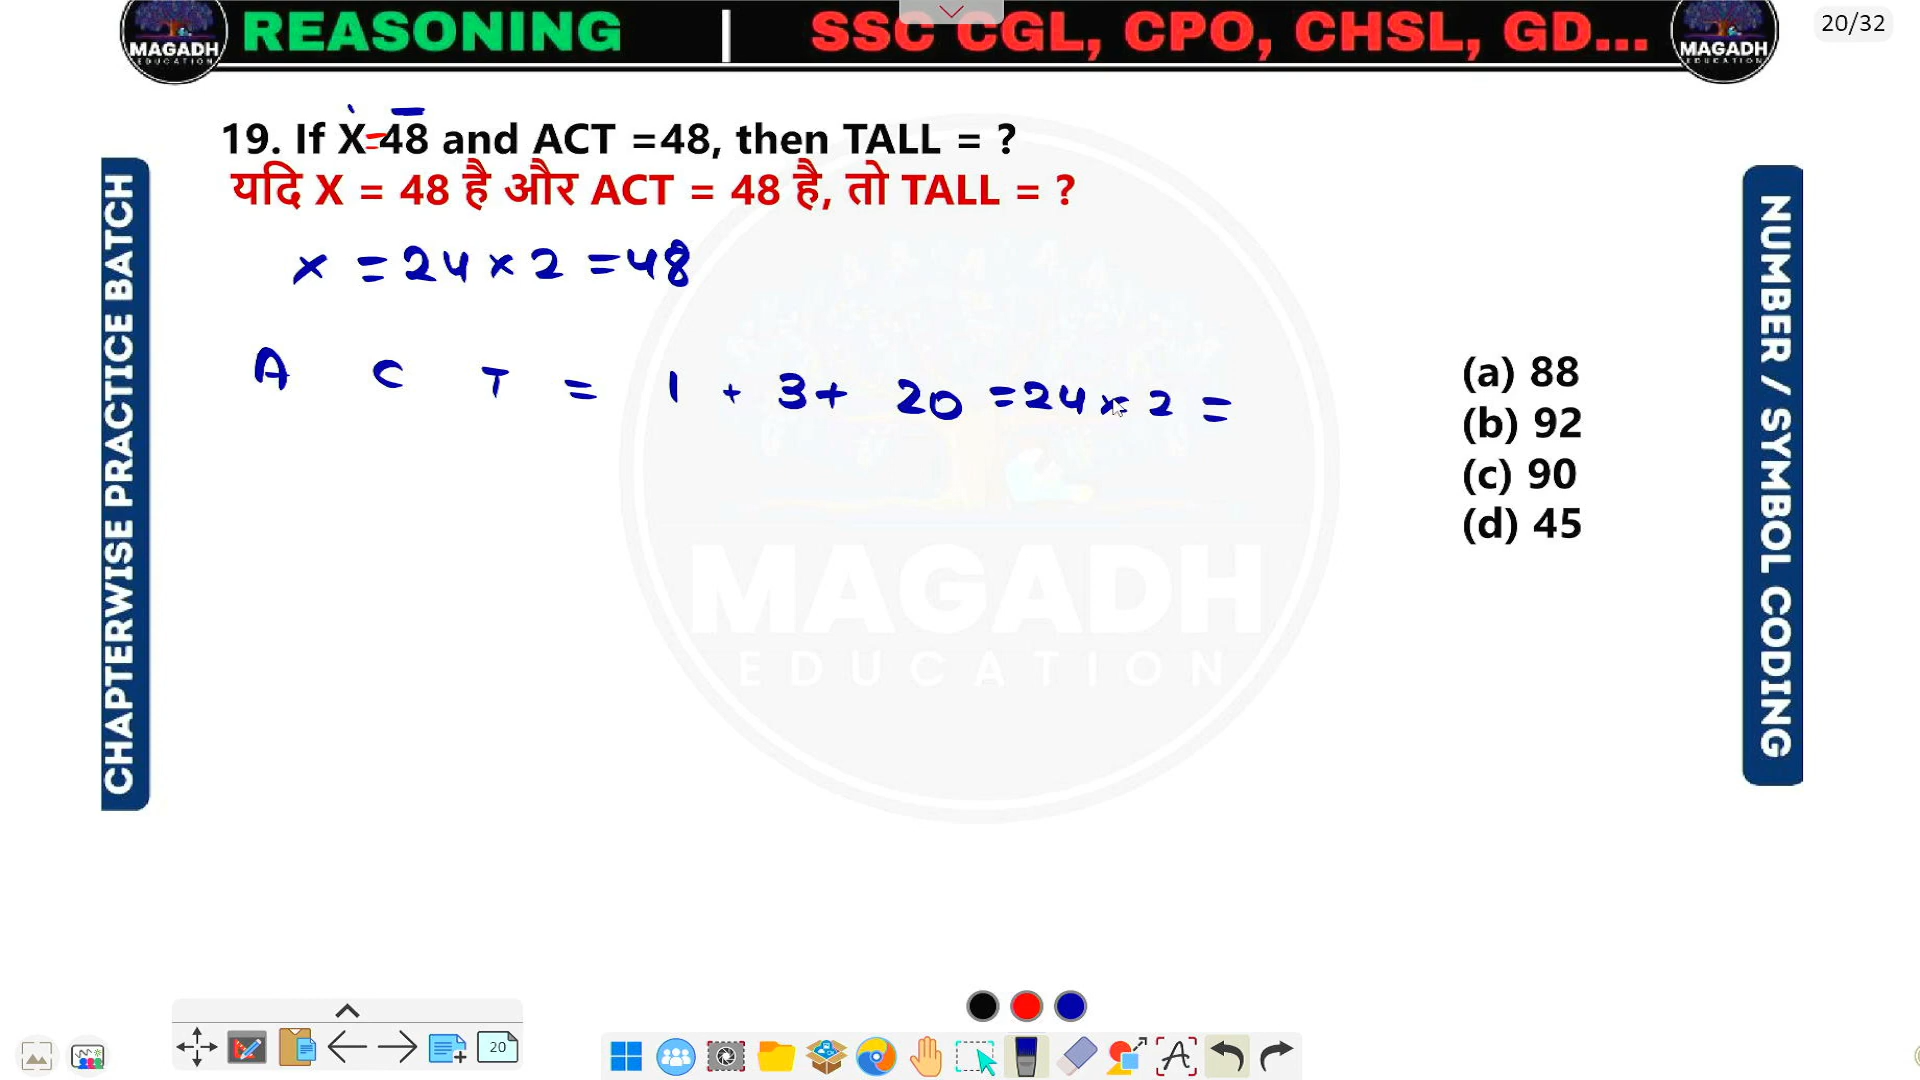 MAGADH
EDUCATION
REASONING | SSC CGL, CPO, CHSL, GD...
MAGADH
EDUCATION
20/32
19. If X=48 and ACT =48, then TALL = ?
यदि X = 48 है और ACT = 48 है, तो TALL = ?
x = 24 × 2 = 48
A C T = 1 + 3 + 20 = 24 × 2 =
(a) 88
(b) 92
(c) 90
(d) 45
CHAPTERWISE PRACTICE BATCH
NUMBER / SYMBOL CODING
MAGADH
EDUCATION
20